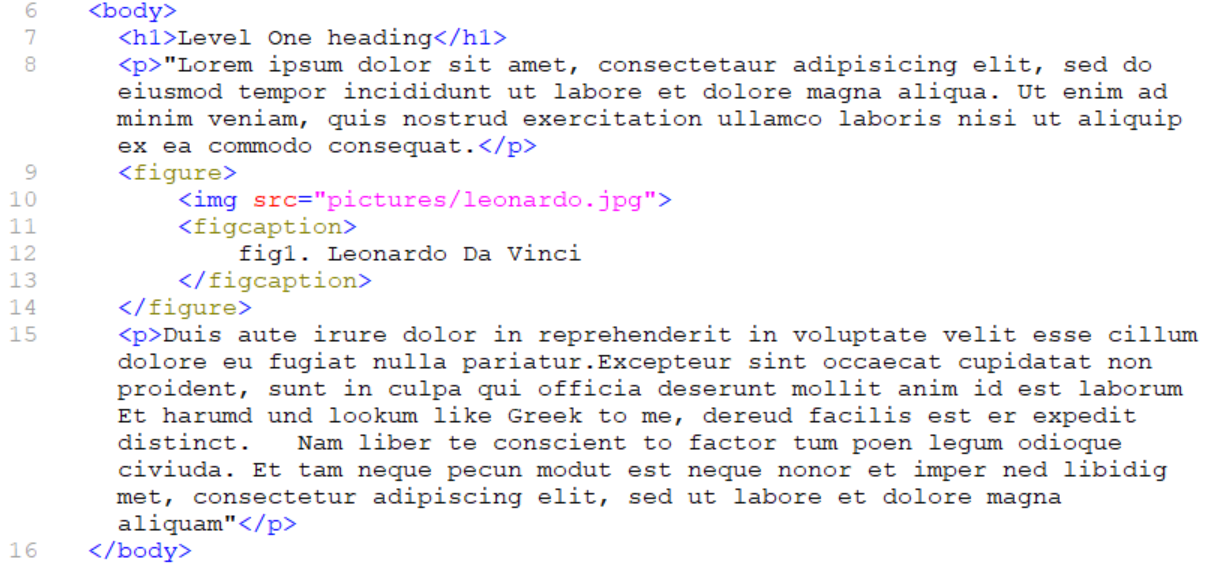 6 <body>
7 <h1>Level One heading</h1>
8 <p>"Lorem ipsum dolor sit amet, consectetaur adipisicing elit, sed do
eiusmod tempor incididunt ut labore et dolore magna aliqua. Ut enim ad
minim veniam, quis nostrud exercitation ullamco laboris nisi ut aliquip
ex ea commodo consequat.</p>
9 <figure>
10 <img src="pictures/leonardo.jpg">
11 <figcaption>
12 fig1. Leonardo Da Vinci
13 </figcaption>
14 </figure>
15 <p>Duis aute irure dolor in reprehenderit in voluptate velit esse cillum
dolore eu fugiat nulla pariatur.Excepteur sint occaecat cupidatat non
proident, sunt in culpa qui officia deserunt mollit anim id est laborum
Et harumd und lookum like Greek to me, dereud facilis est er expedit
distinct.   Nam liber te conscient to factor tum poen legum odioque
civiuda. Et tam neque pecun modut est neque nonor et imper ned libidig
met, consectetur adipiscing elit, sed ut labore et dolore magna
aliquam"</p>
16 </body>